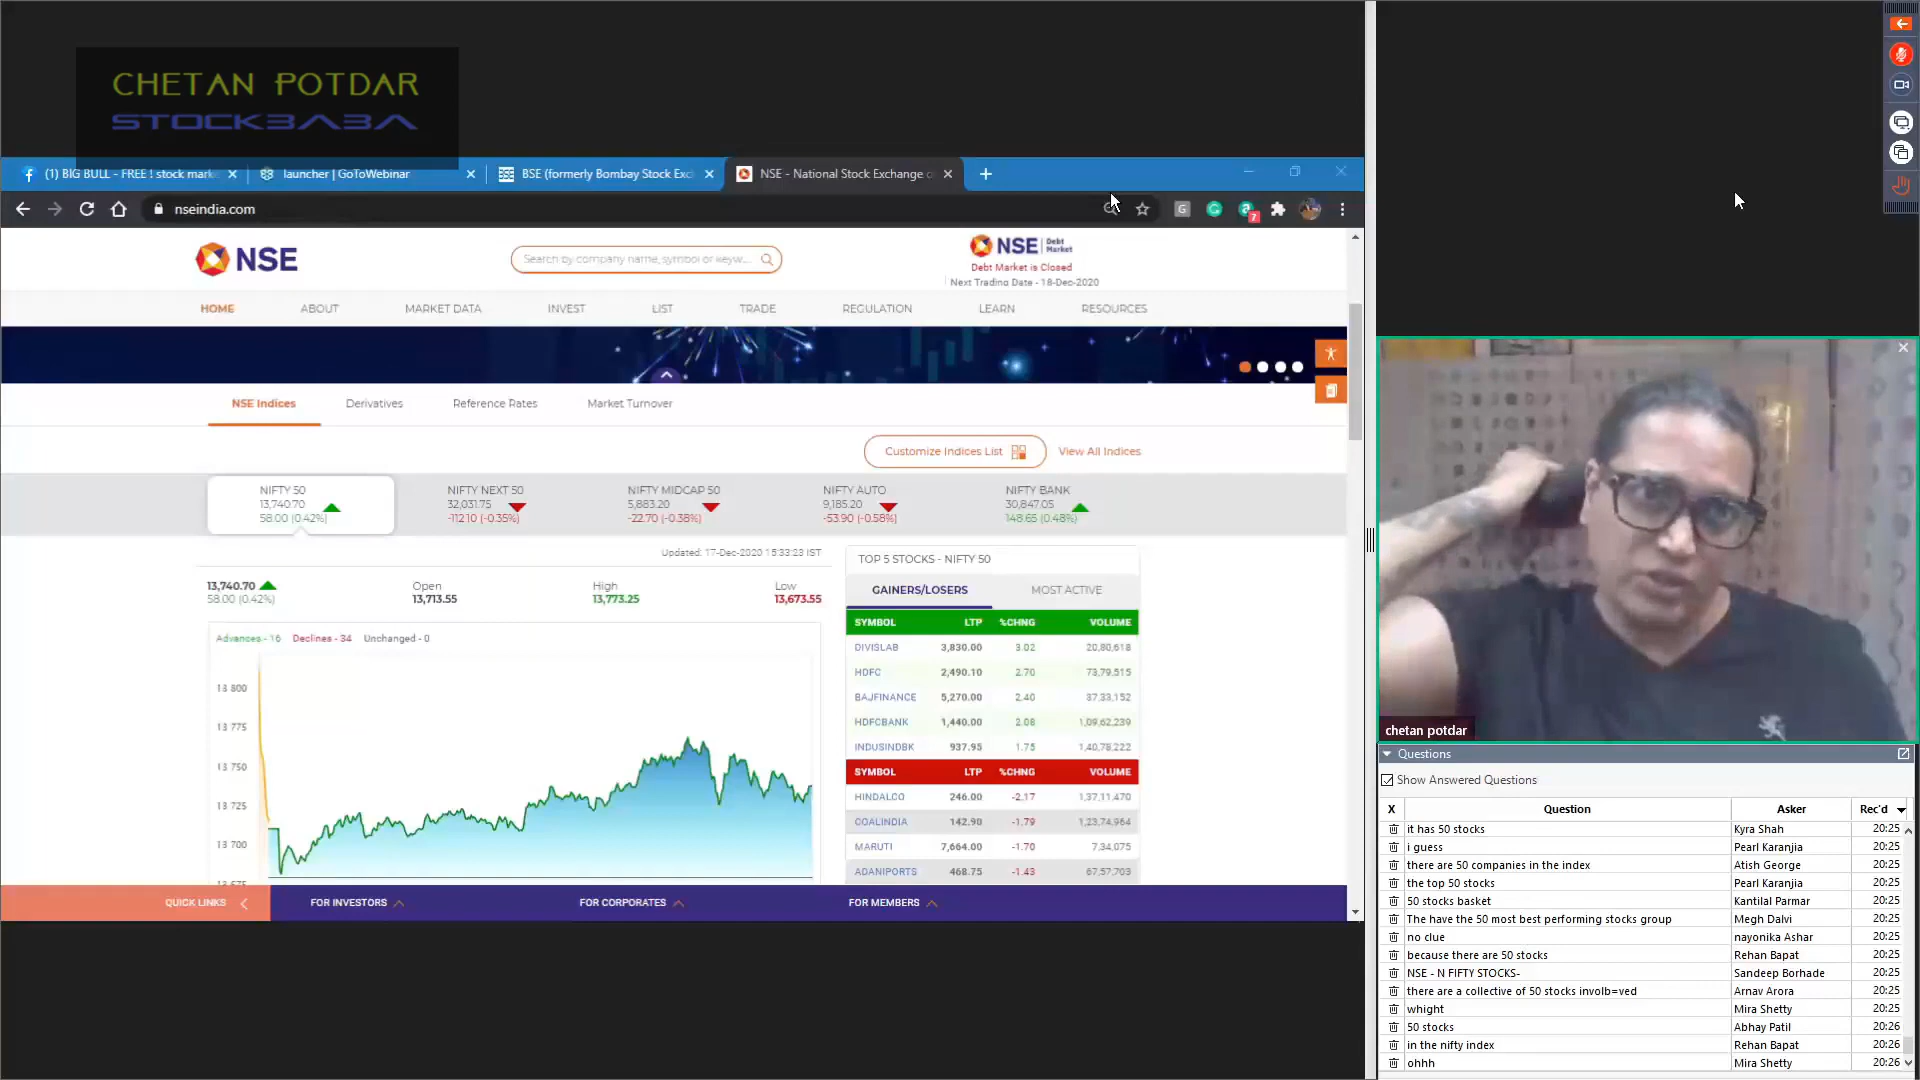 CHETAN POTDAR
STOCKBABA
(1) BIG BULL - FREE ! stock mark
launcher | GoToWebinar
BSE (formerly Bombay Stock Exc
NSE - National Stock Exchange o
nseindia.com
7
NSE
Search by company name, symbol or keyw...
NSE Debt Market
Debt Market is Closed
Next Trading Date - 18-Dec-2020
HOME ABOUT MARKET DATA INVEST LIST TRADE REGULATION LEARN RESOURCES
NSE Indices Derivatives Reference Rates Market Turnover
Customize Indices List View All Indices
NIFTY 50 NIFTY NEXT 50 NIFTY MIDCAP 50 NIFTY AUTO NIFTY BANK
13,740.70 32,031.75 5,883.20 9,185.20 30,847.05
58.00 (0.42%) -112.10 (-0.35%) -22.70 (-0.38%) -53.90 (-0.58%) 148.65 (0.48%)
Updated: 17-Dec-2020 15:33:23 IST
13,740.70 Open High Low
58.00 (0.42%) 13,713.55 13,773.25 13,673.55
Advances - 16 Declines - 34 Unchanged - 0
13 800
13 775
13 750
13 725
13 700
13 675
TOP 5 STOCKS - NIFTY 50
GAINERS/LOSERS MOST ACTIVE
SYMBOL LTP %CHNG VOLUME
DIVISLAB 3,830.00 3.02 20,80,618
HDFC 2,490.10 2.70 73,79,515
BAJFINANCE 5,270.00 2.40 37,33,152
HDFCBANK 1,440.00 2.08 1,09,62,239
INDUSINDBK 937.95 1.75 1,40,78,222
SYMBOL LTP %CHNG VOLUME
HINDALCO 246.00 -2.17 1,37,11,470
COALINDIA 142.90 -1.79 1,23,74,964
MARUTI 7,664.00 -1.70 7,34,075
ADANIPORTS 468.75 -1.43 67,57,703
QUICK LINKS FOR INVESTORS FOR CORPORATES FOR MEMBERS
chetan potdar
Questions
Show Answered Questions
X Question Asker Rec'd
it has 50 stocks Kyra Shah 20:25
i guess Pearl Karanjia 20:25
there are 50 companies in the index Atish George 20:25
the top 50 stocks Pearl Karanjia 20:25
50 stocks basket Kantilal Parmar 20:25
The have the 50 most best performing stocks group Megh Dalvi 20:25
no clue nayonika Ashar 20:25
because there are 50 stocks Rehan Bapat 20:25
NSE - N FIFTY STOCKS- Sandeep Borhade 20:25
there are a collective of 50 stocks involb=ved Arnav Arora 20:25
whight Mira Shetty 20:25
50 stocks Abhay Patil 20:26
in the nifty index Rehan Bapat 20:26
ohhh Mira Shetty 20:26